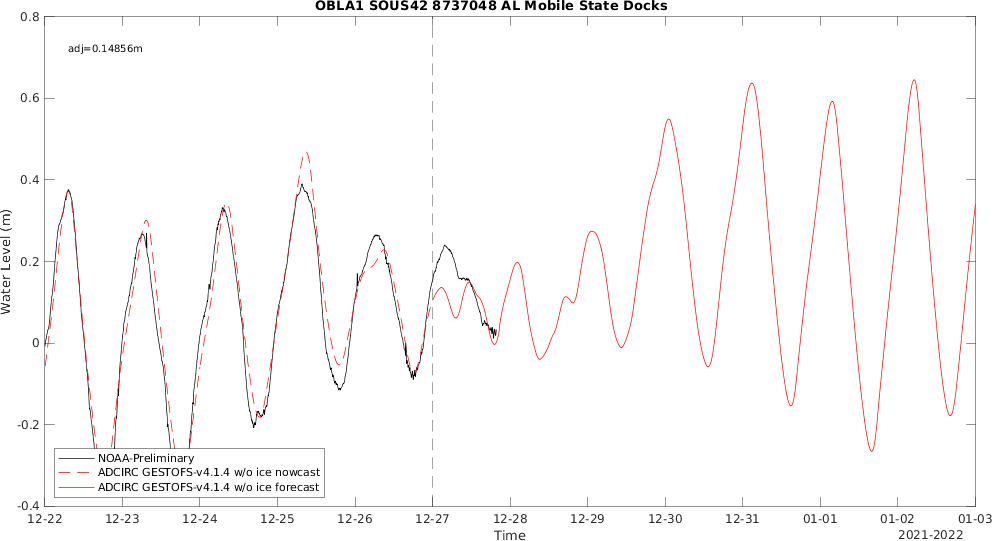 OBLA1 SOUS42 8737048 AL Mobile State Docks
adj=0.14856m
Water Level (m)
0.8
0.6
0.4
0.2
0
-0.2
-0.4
NOAA-Preliminary
ADCIRC GESTOFS-v4.1.4 w/o ice nowcast
ADCIRC GESTOFS-v4.1.4 w/o ice forecast
12-22 12-23 12-24 12-25 12-26 12-27 12-28 12-29 12-30 12-31 01-01 01-02 01-03
Time
2021-2022